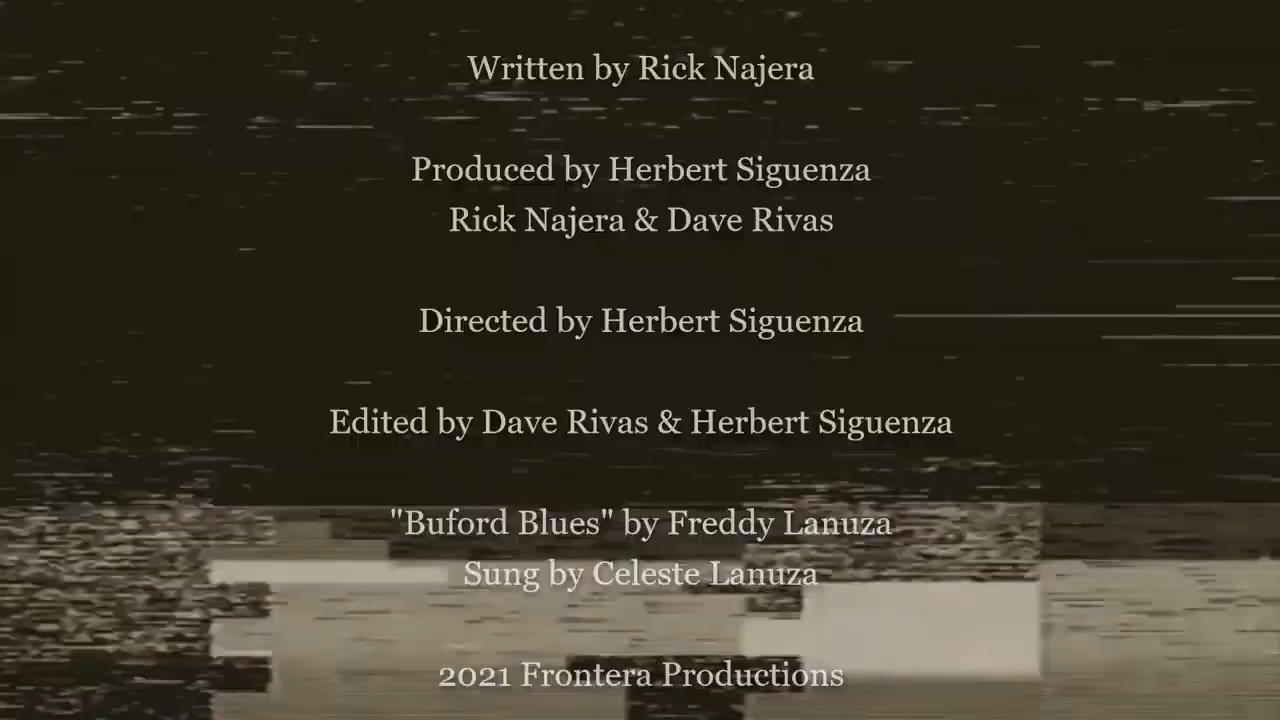 Written by Rick Najera
Produced by Herbert Siguenza
Rick Najera & Dave Rivas
Directed by Herbert Siguenza
Edited by Dave Rivas & Herbert Siguenza
"Buford Blues" by Freddy Lanuza
Sung by Celeste Lanuza
2021 Frontera Productions